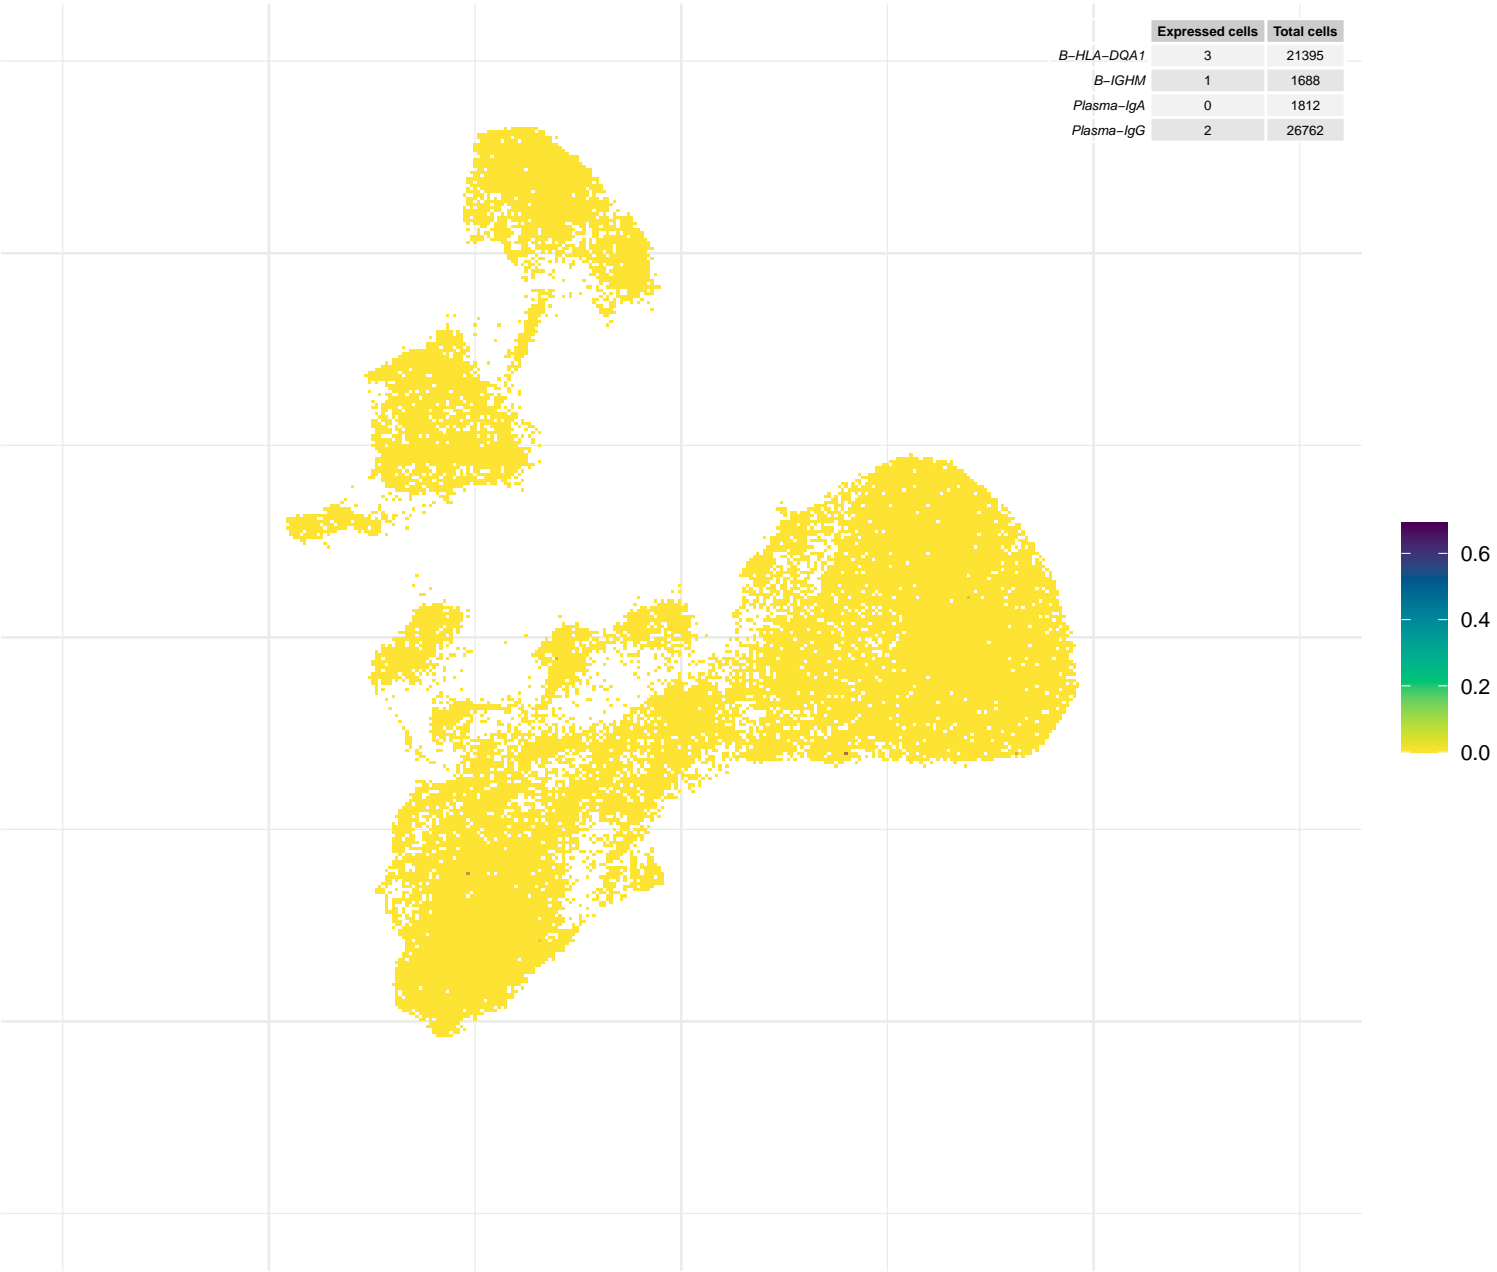 Expressed cells Total cells
B−HLA−DQA1 3 21395
B−IGHM 1 1688
Plasma−IgA 0 1812
Plasma−IgG 2 26762
0.6
0.4
0.2
0.0